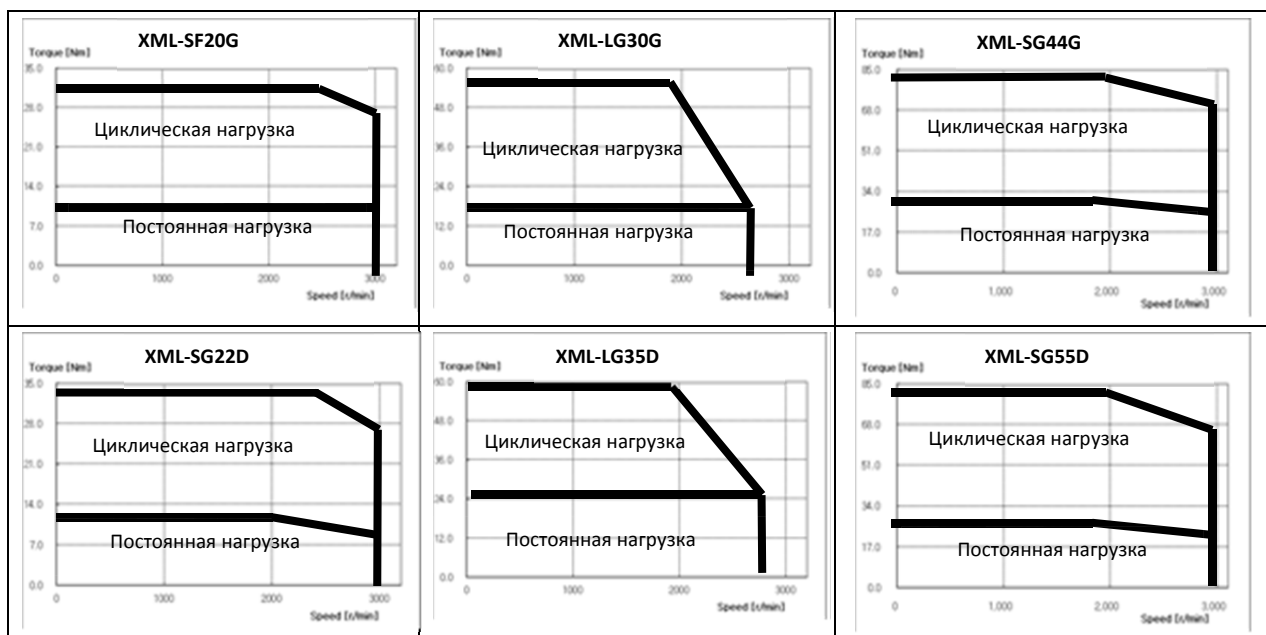 XML-SF20G
Torque [Nm]
35.0
28.0
Циклическая нагрузка
21.0
14.0
7.0
Постоянная нагрузка
0.0
0 1000 2000 3000
Speed [r/min]
XML-LG30G
Torque [Nm]
60.0
48.0
Циклическая нагрузка
36.0
24.0
12.0
Постоянная нагрузка
0.0
0 1000 2000 3000
Speed [r/min]
XML-SG44G
Torque [Nm]
85.0
68.0
Циклическая нагрузка
51.0
34.0
17.0
Постоянная нагрузка
0.0
0 1,000 2,000 3,000
Speed [r/min]
XML-SG22D
Torque [Nm]
35.0
28.0
Циклическая нагрузка
21.0
14.0
7.0
Постоянная нагрузка
0.0
0 1000 2000 3000
Speed [r/min]
XML-LG35D
Torque [Nm]
60.0
48.0
Циклическая нагрузка
36.0
24.0
12.0
Постоянная нагрузка
0.0
0 1000 2000 3000
Speed [r/min]
XML-SG55D
Torque [Nm]
85.0
68.0
Циклическая нагрузка
51.0
34.0
17.0
Постоянная нагрузка
0.0
0 1,000 2,000 3,000
Speed [r/min]